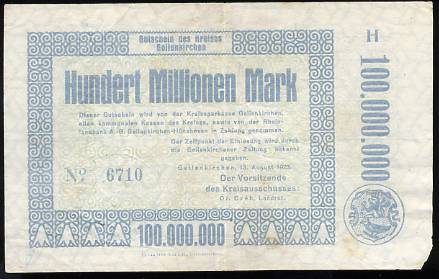 Gutschein des Kreises
Geilenkirchen
Hundert Millionen Mark
Dieser Gutschein wird von der Kreissparkasse Geilenkirchen,
allen kommunalen Kassen des Kreises, sowie von der Rhein-
landbank A.-G. Geilenkirchen-Hünshoven in Zahlung genommen.
Der Zeitpunkt der Einlösung wird durch
die Geilenkirchener Zeitung bekannt
gegeben.
Geilenkirchen, 13. August 1923.
Nº 6710
Der Vorsitzende
des Kreisausschusses:
Landrat.
100.000.000
H 100.000.000